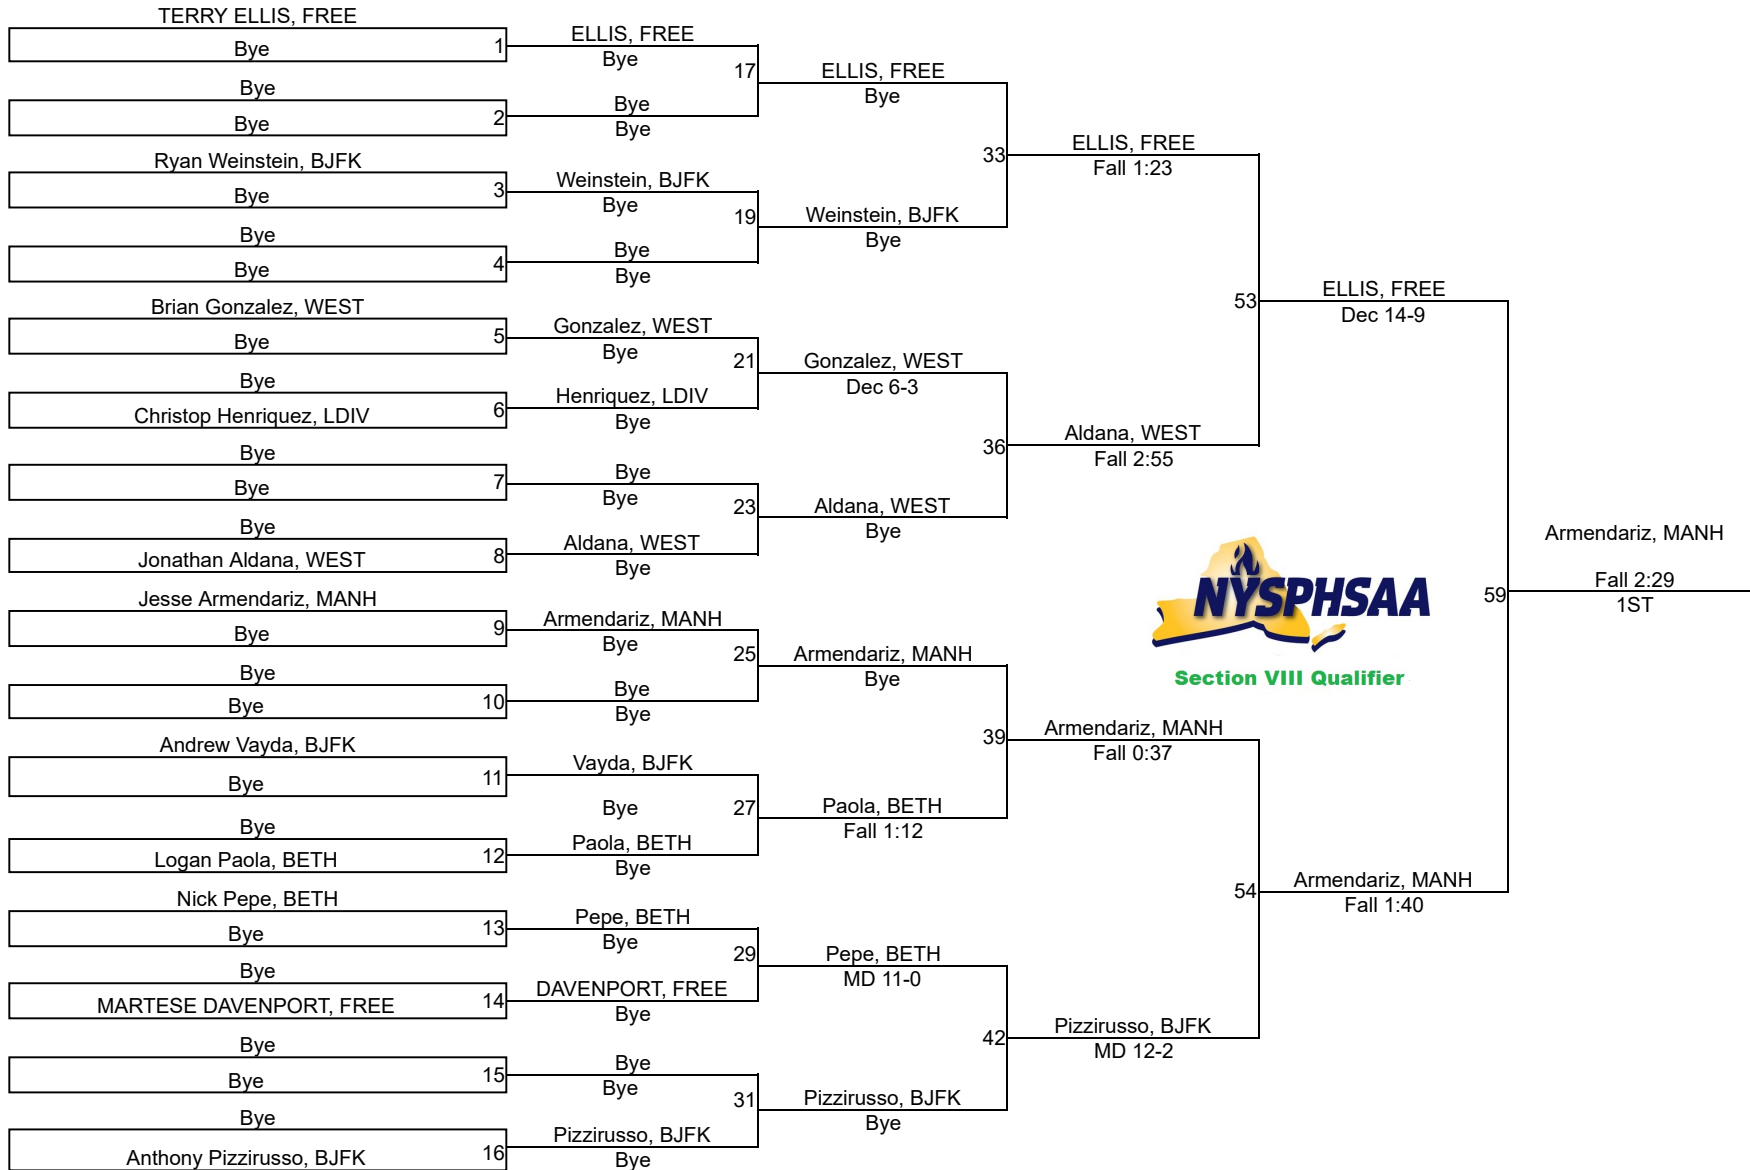 TERRY ELLIS, FREE
Bye
1
Bye
Bye
2
Ryan Weinstein, BJFK
Bye
3
Bye
Bye
4
Brian Gonzalez, WEST
Bye
5
Bye
Christop Henriquez, LDIV
6
Bye
Bye
7
Bye
Jonathan Aldana, WEST
8
Jesse Armendariz, MANH
Bye
9
Bye
Bye
10
Andrew Vayda, BJFK
Bye
11
Bye
Logan Paola, BETH
12
Nick Pepe, BETH
Bye
13
Bye
MARTESE DAVENPORT, FREE
14
Bye
Bye
15
Bye
Anthony Pizzirusso, BJFK
16
ELLIS, FREE
Bye
17
Bye
Bye
Weinstein, BJFK
Bye
19
Bye
Bye
Gonzalez, WEST
Bye
21
Henriquez, LDIV
Bye
Bye
Bye
23
Aldana, WEST
Bye
Armendariz, MANH
Bye
25
Bye
Bye
Vayda, BJFK
Bye
27
Paola, BETH
Bye
Pepe, BETH
Bye
29
DAVENPORT, FREE
Bye
Bye
Bye
31
Pizzirusso, BJFK
Bye
ELLIS, FREE
Bye
33
Weinstein, BJFK
Bye
Gonzalez, WEST
Dec 6-3
36
Aldana, WEST
Bye
Armendariz, MANH
Bye
39
Paola, BETH
Fall 1:12
Pepe, BETH
MD 11-0
42
Pizzirusso, BJFK
Bye
ELLIS, FREE
Fall 1:23
53
Aldana, WEST
Fall 2:55
Armendariz, MANH
Fall 0:37
54
Pizzirusso, BJFK
MD 12-2
ELLIS, FREE
Dec 14-9
NYSPHSAA
Section VIII Qualifier
59
Armendariz, MANH
Fall 1:40
Armendariz, MANH
Fall 2:29
1ST